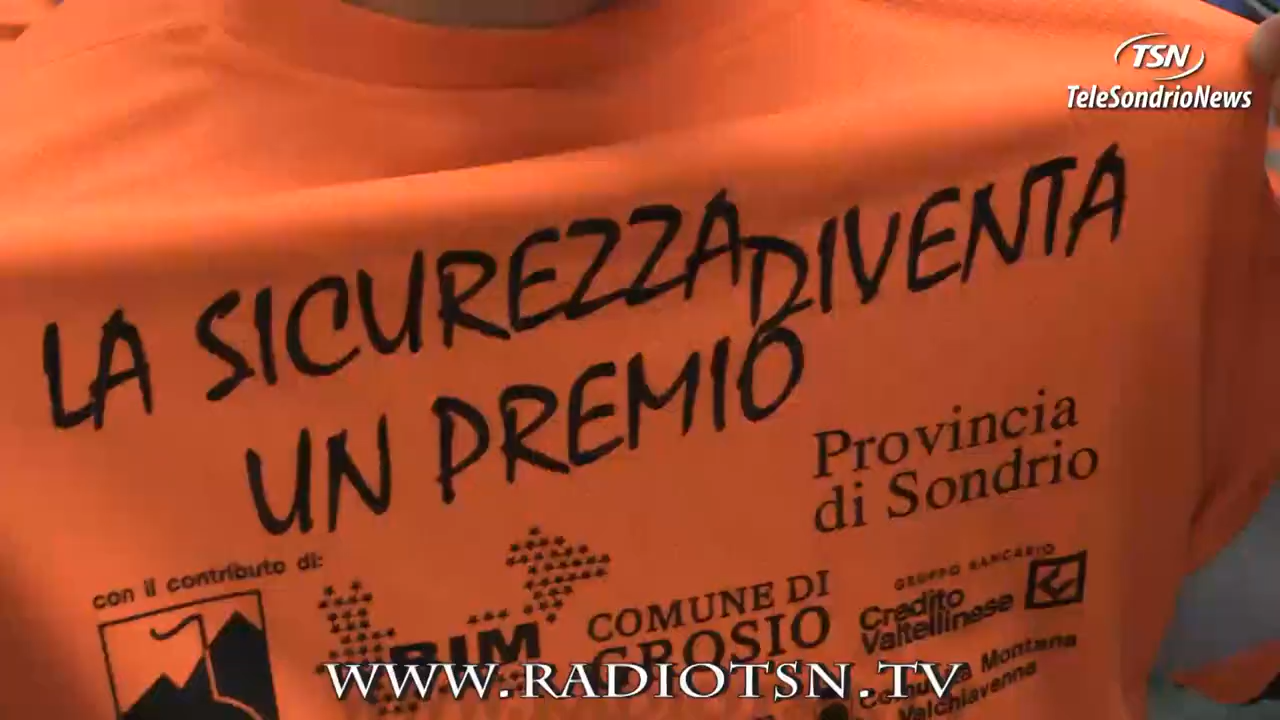 TSN
TeleSondrioNews
LA SICUREZZA DIVENTA
UN PREMIO
Provincia
di Sondrio
con il contributo di:
BIM
COMUNE DI
GROSIO
GRUPPO BANCARIO
Credito
Valtellinese
Comunità Montana
Valchiavenna
WWW.RADIOTSN.TV